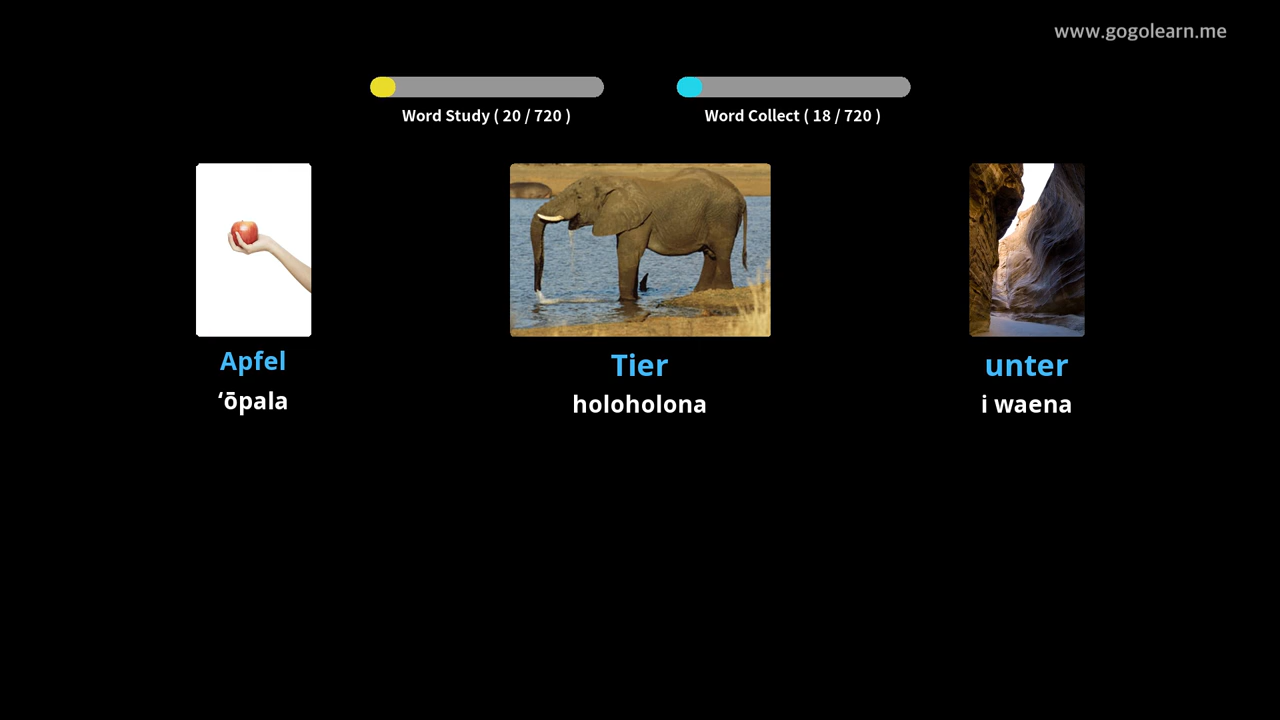 www.gogolearn.me
Word Study ( 20 / 720 )
Word Collect ( 18 / 720 )
Apfel
ʻōpala
Tier
holoholona
unter
i waena